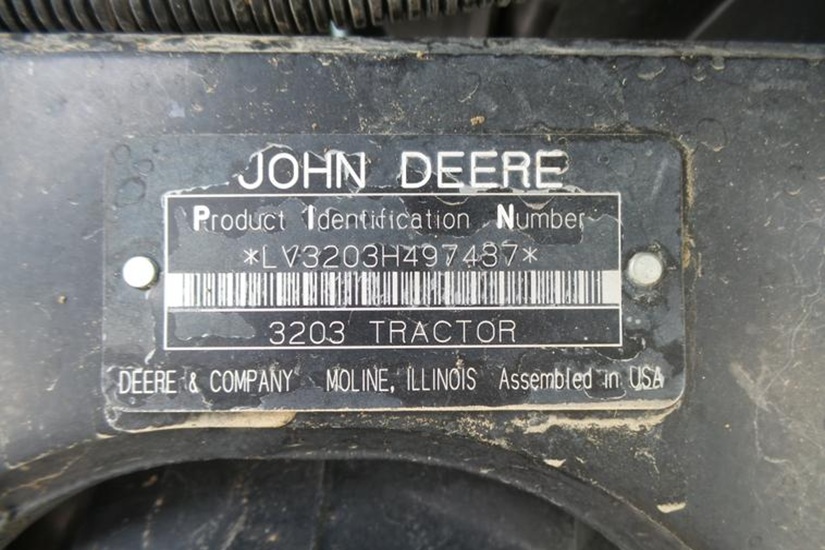 JOHN DEERE
Product Identification Number
*LV3203H497487*
3203 TRACTOR
DEERE & COMPANY MOLINE, ILLINOIS Assembled in USA